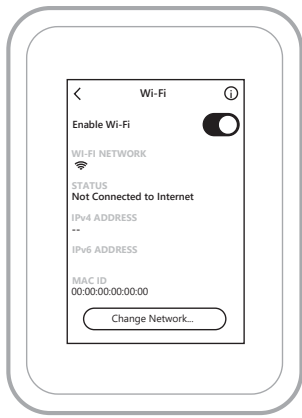 Wi-Fi
Enable Wi-Fi
WI-FI NETWORK
STATUS
Not Connected to Internet
IPv4 ADDRESS
--
IPv6 ADDRESS
MAC ID
00:00:00:00:00:00
Change Network...